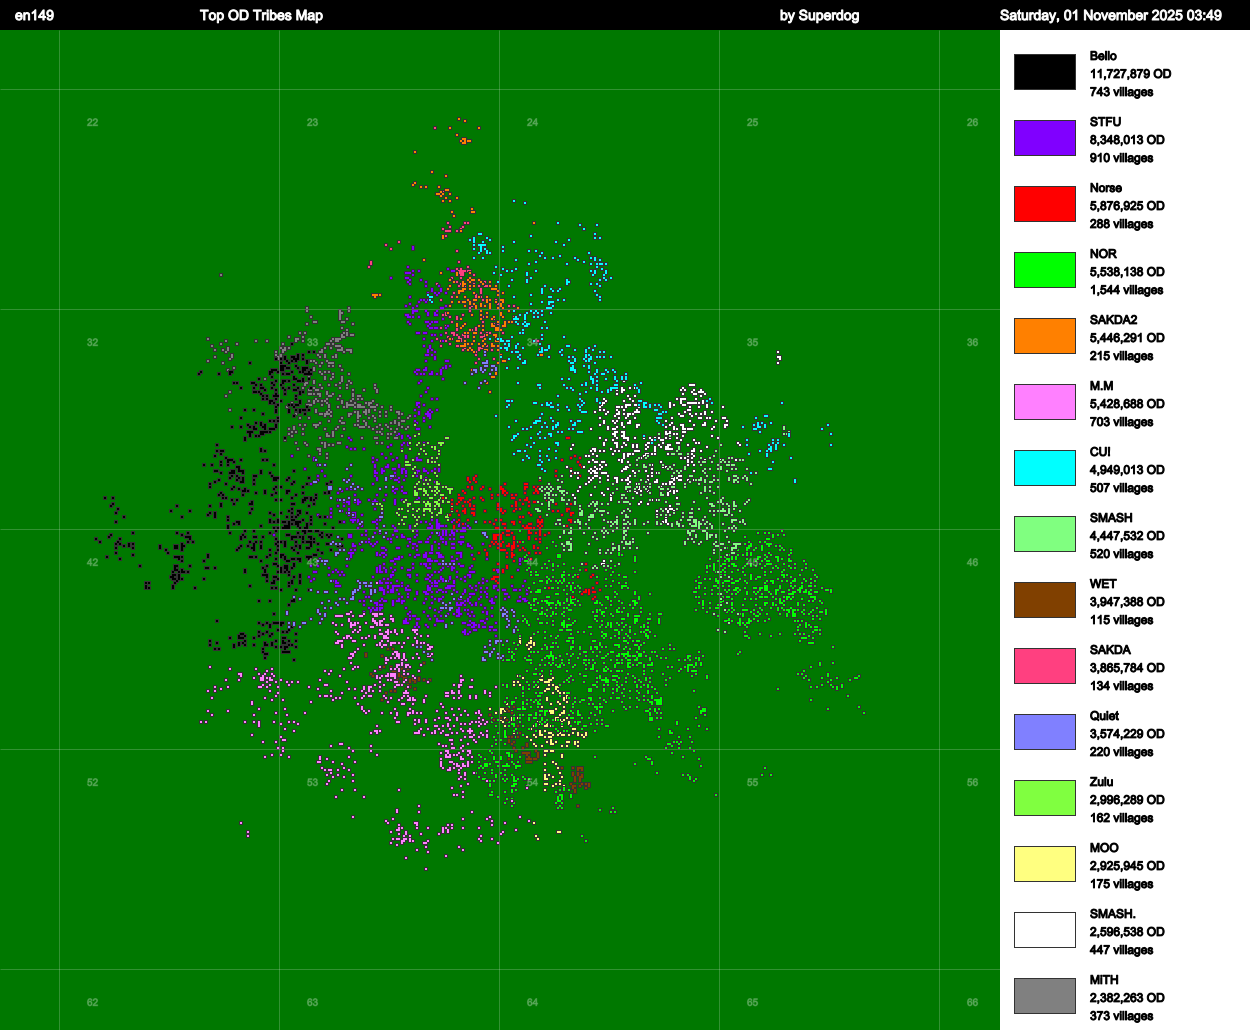 en149 Top OD Tribes Map by Superdog Saturday, 01 November 2025 03:49
Bello
11,727,879 OD
743 villages
STFU
8,348,013 OD
910 villages
Norse
5,876,925 OD
288 villages
NOR
5,538,138 OD
1,544 villages
SAKDA2
5,446,291 OD
215 villages
M.M
5,428,688 OD
703 villages
CUI
4,949,013 OD
507 villages
SMASH
4,447,532 OD
520 villages
WET
3,947,388 OD
115 villages
SAKDA
3,865,784 OD
134 villages
Quiet
3,574,229 OD
220 villages
Zulu
2,996,289 OD
162 villages
MOO
2,925,945 OD
175 villages
SMASH.
2,596,538 OD
447 villages
MITH
2,382,263 OD
373 villages
22 23 24 25 26
32 33 34 35 36
42 43 44 45 46
52 53 54 55 56
62 63 64 65 66